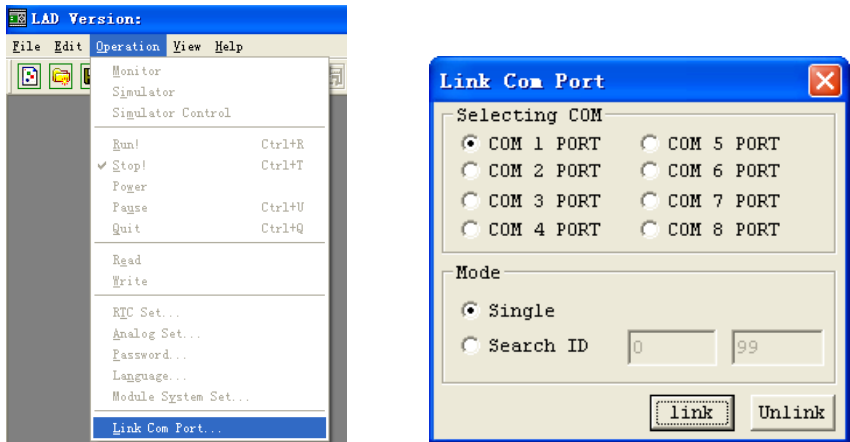 LAD Version:
File Edit Operation View Help
Monitor
Simulator
Simulator Control
Run! Ctrl+R
Stop! Ctrl+T
Power
Pause Ctrl+U
Quit Ctrl+Q
Read
Write
RTC Set...
Analog Set...
Password...
Language...
Module System Set...
Link Com Port...
Link Com Port
Selecting COM
COM 1 PORT COM 5 PORT
COM 2 PORT COM 6 PORT
COM 3 PORT COM 7 PORT
COM 4 PORT COM 8 PORT
Mode
Single
Search ID 0 99
link Unlink